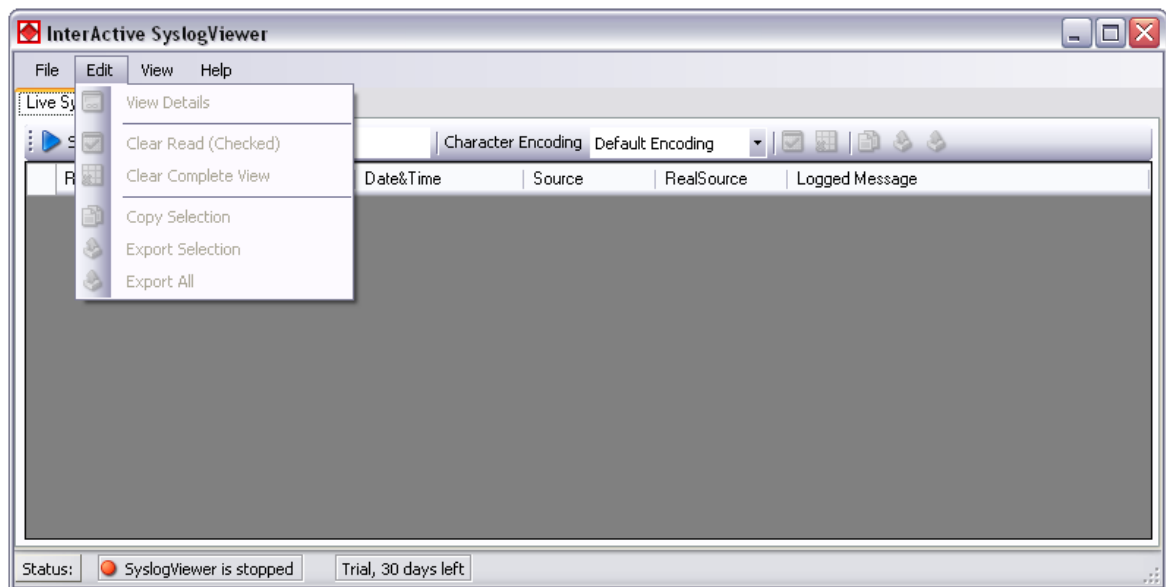 InterActive SyslogViewer
File Edit View Help
Live Sy
View Details
Clear Read (Checked)
Clear Complete View
Copy Selection
Export Selection
Export All
S
Character Encoding Default Encoding
R Date&Time Source RealSource Logged Message
Status: SyslogViewer is stopped Trial, 30 days left